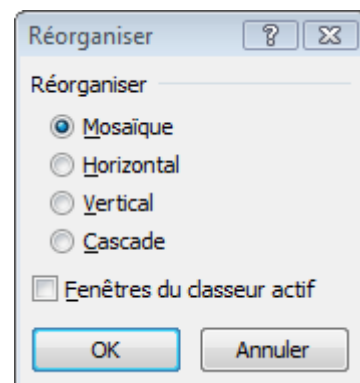 Réorganiser
Réorganiser
Mosaïque
Horizontal
Vertical
Cascade
Fenêtres du classeur actif
OK Annuler